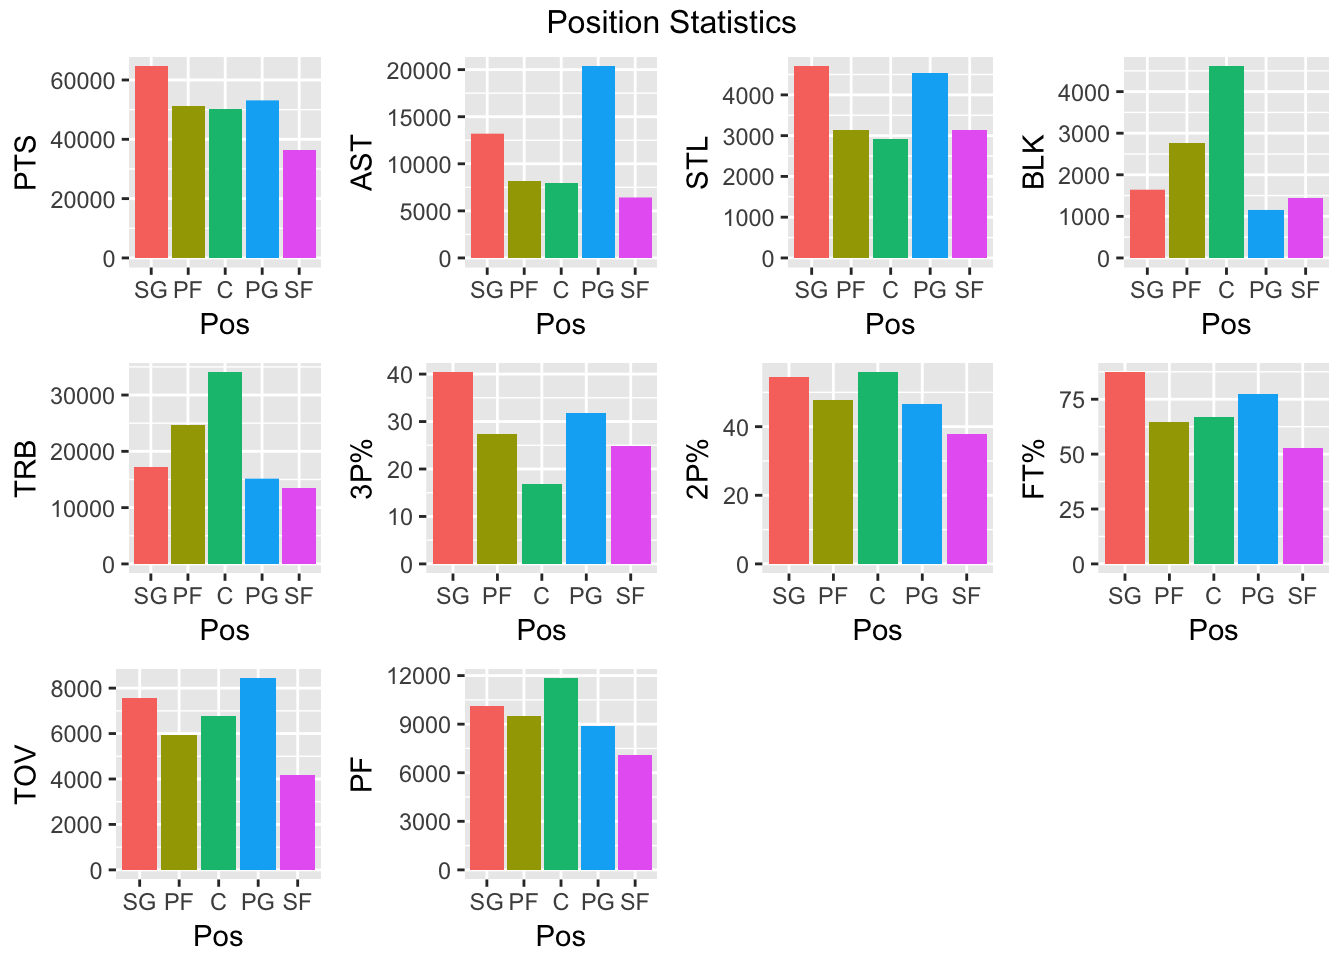 Position Statistics
PTS
60000
40000
20000
0
SG PF C PG SF
Pos
AST
20000
15000
10000
5000
0
SG PF C PG SF
Pos
STL
4000
3000
2000
1000
0
SG PF C PG SF
Pos
BLK
4000
3000
2000
1000
0
SG PF C PG SF
Pos
TRB
30000
20000
10000
0
SG PF C PG SF
Pos
3P%
40
30
20
10
0
SG PF C PG SF
Pos
2P%
40
20
0
SG PF C PG SF
Pos
FT%
75
50
25
0
SG PF C PG SF
Pos
TOV
8000
6000
4000
2000
0
SG PF C PG SF
Pos
PF
12000
9000
6000
3000
0
SG PF C PG SF
Pos